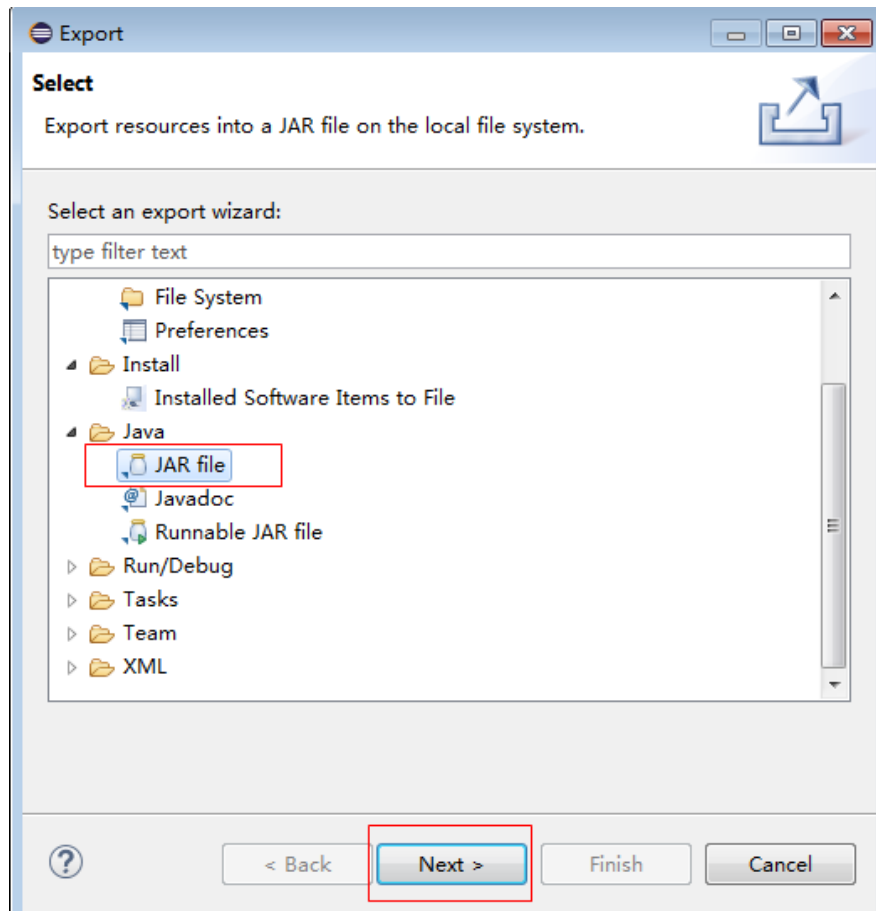 Export
Select
Export resources into a JAR file on the local file system.
Select an export wizard:
type filter text
File System
Preferences
Install
Installed Software Items to File
Java
JAR file
Javadoc
Runnable JAR file
Run/Debug
Tasks
Team
XML
?
< Back Next > Finish Cancel